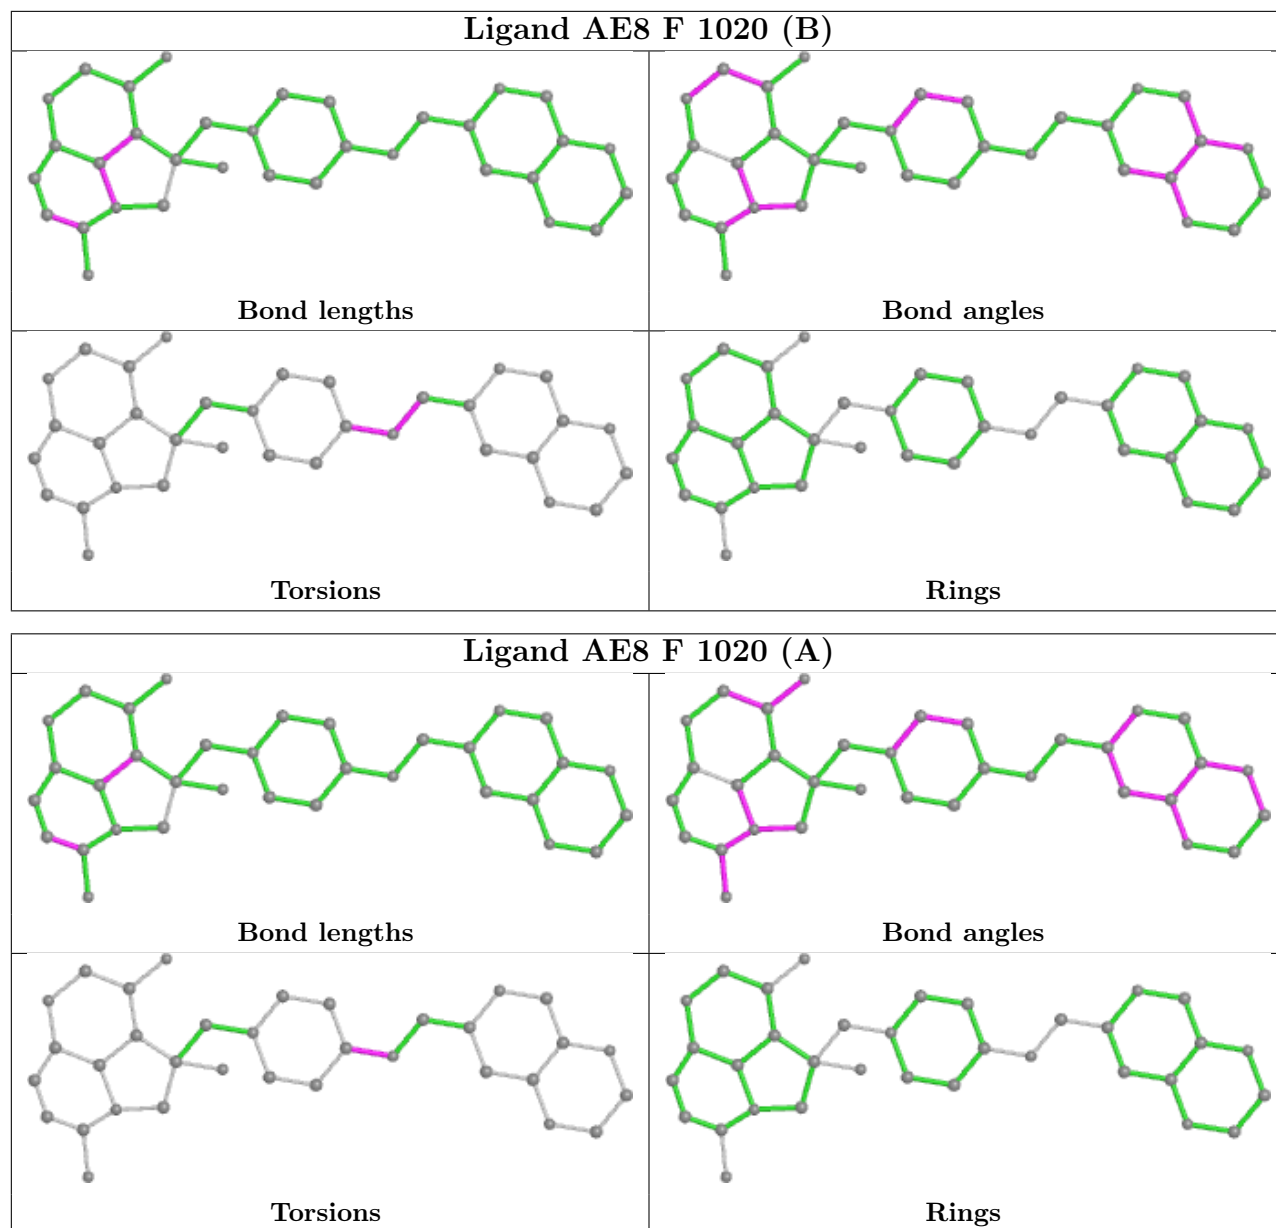 Ligand AE8 F 1020 (B)
Bond lengths
Bond angles
Torsions
Rings
Ligand AE8 F 1020 (A)
Bond lengths
Bond angles
Torsions
Rings